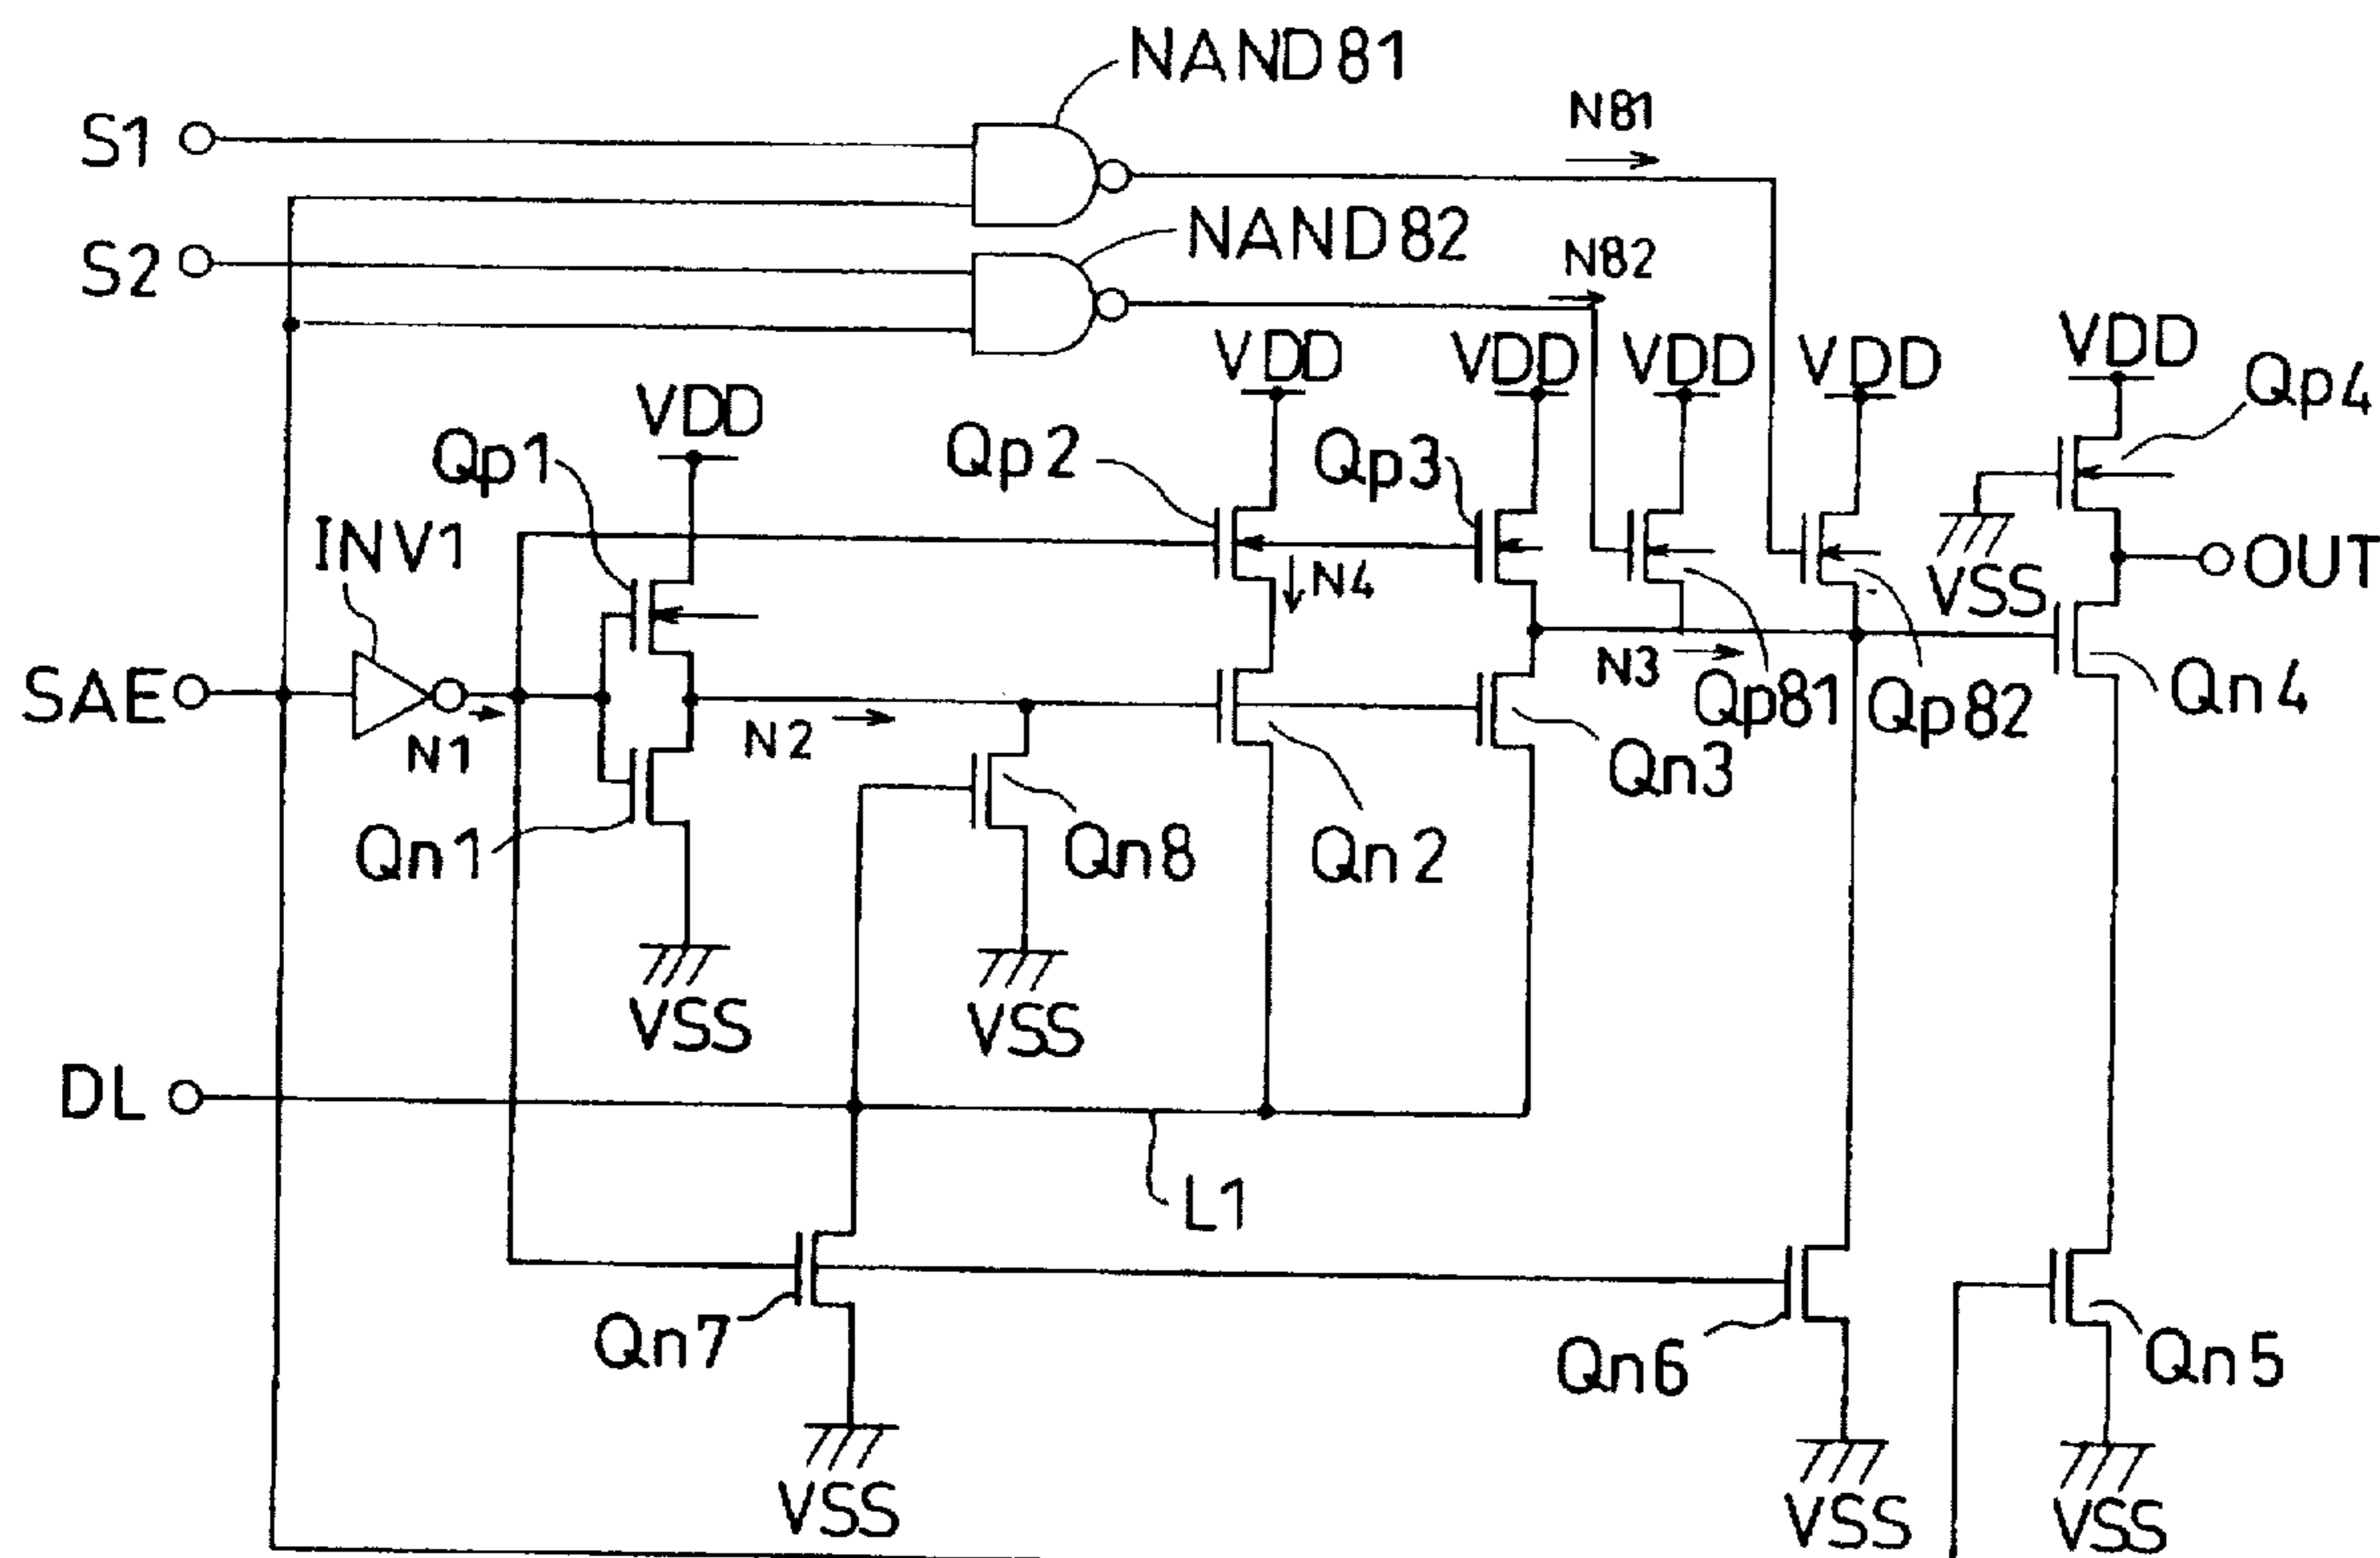 NAND81
N81
S1
NAND82
N82
S2
VDD
VDD
VDD
VDD
VDD
Qp4
VDD
Qp1
Qp2
Qp3
INV1
N4
VSS
OUT
SAE
N1
N2
N3
Qp81
Qp82
Qn4
Qn1
Qn8
Qn2
Qn3
VSS
VSS
DL
L1
Qn7
Qn6
Qn5
VSS
VSS
VSS